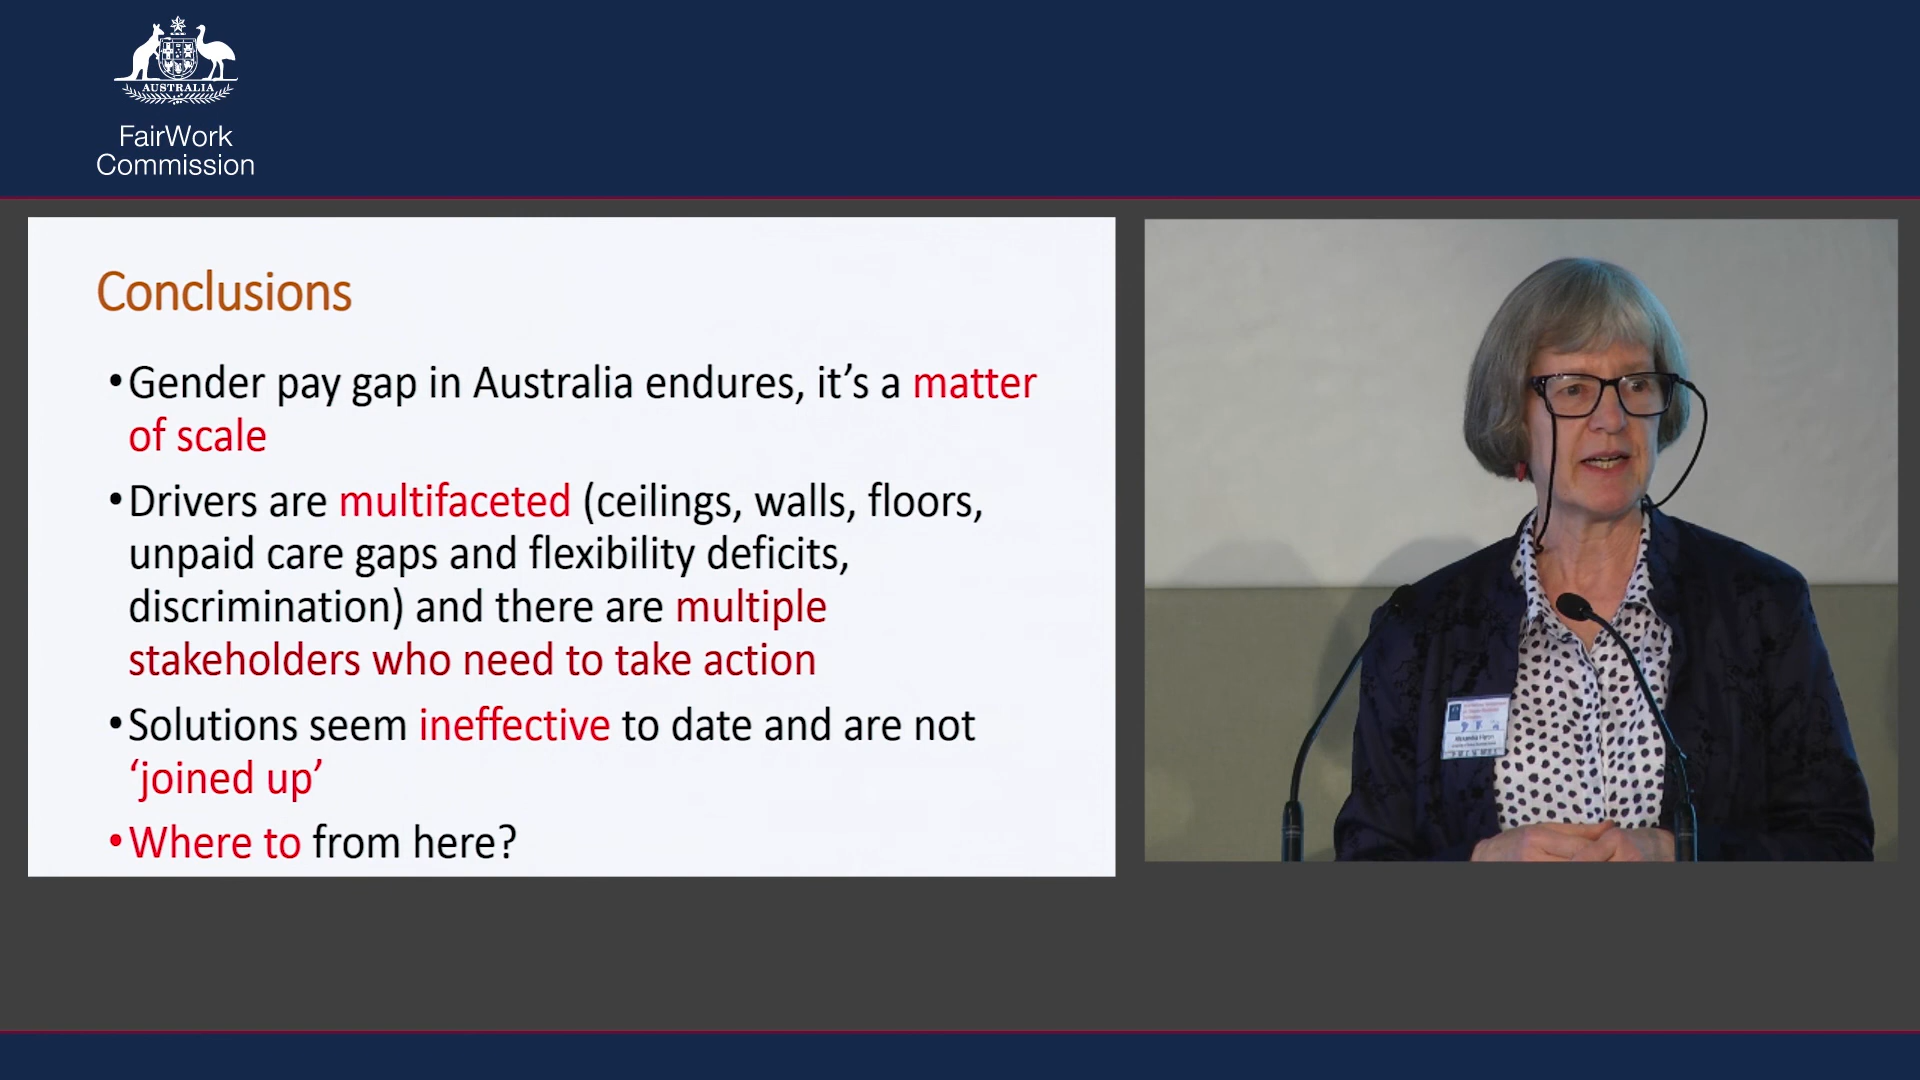 AUSTRALIA
FairWork
Commission
Conclusions
•Gender pay gap in Australia endures, it’s a matter
of scale
•Drivers are multifaceted (ceilings, walls, floors,
unpaid care gaps and flexibility deficits,
discrimination) and there are multiple
stakeholders who need to take action
•Solutions seem ineffective to date and are not
‘joined up’
•Where to from here?